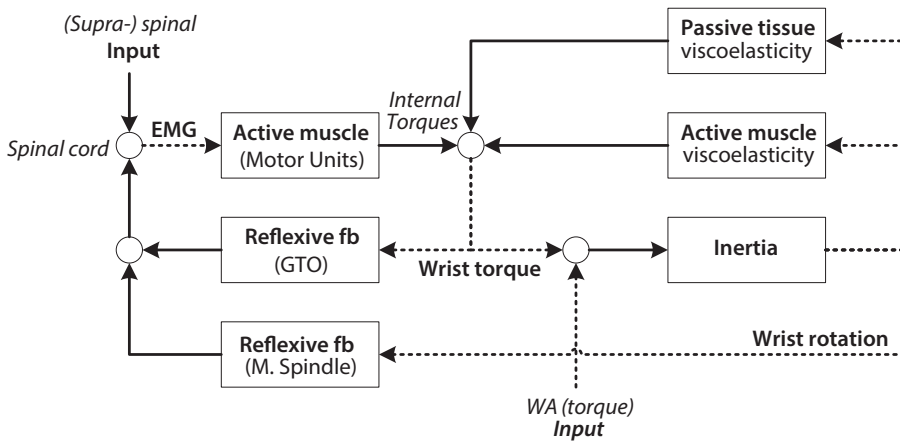 (Supra-) spinal
Input
Passive tissue
viscoelasticity
Internal
Torques
EMG
Spinal cord
Active muscle
(Motor Units)
Active muscle
viscoelasticity
Reflexive fb
(GTO)
Wrist torque
Inertia
Reflexive fb
(M. Spindle)
Wrist rotation
WA (torque)
Input